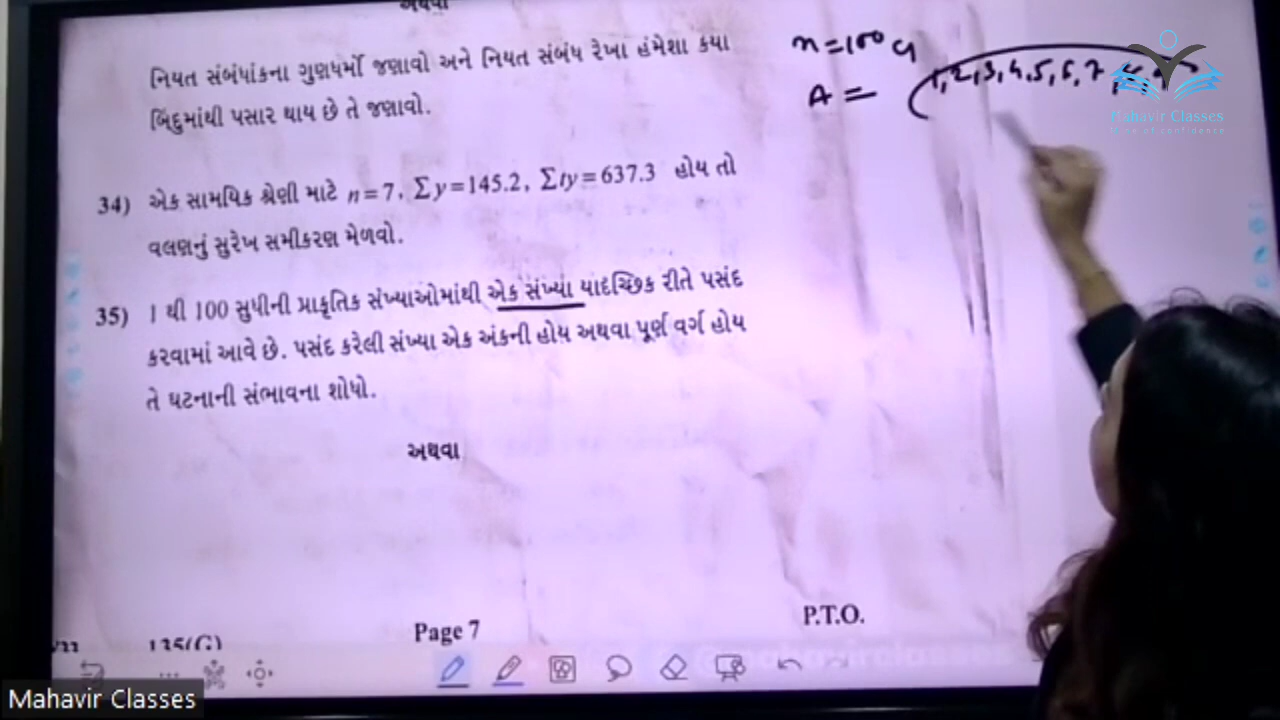 અથવા
નિયત સંબંધાંકના ગુણધર્મો જણાવો અને નિયત સંબંધ રેખા હંમેશા કયા
બિંદુમાંથી પસાર થાય છે તે જણાવો.
34) એક સામયિક શ્રેણી માટે n=7, Σy=145.2, Σty=637.3 હોય તો
વલણનું સુરેખ સમીકરણ મેળવો.
35) 1 થી 100 સુધીની પ્રાકૃતિક સંખ્યાઓમાંથી એક સંખ્યા યાદચ્છિક રીતે પસંદ
કરવામાં આવે છે. પસંદ કરેલી સંખ્યા એક અંકની હોય અથવા પૂર્ણ વર્ગ હોય
તે ઘટનાની સંભાવના શોધો.
અથવા
135(G)
Page 7
P.T.O.
n=100
A = 1,2,3,4,5,6,7
Mahavir Classes
Mahavir Classes